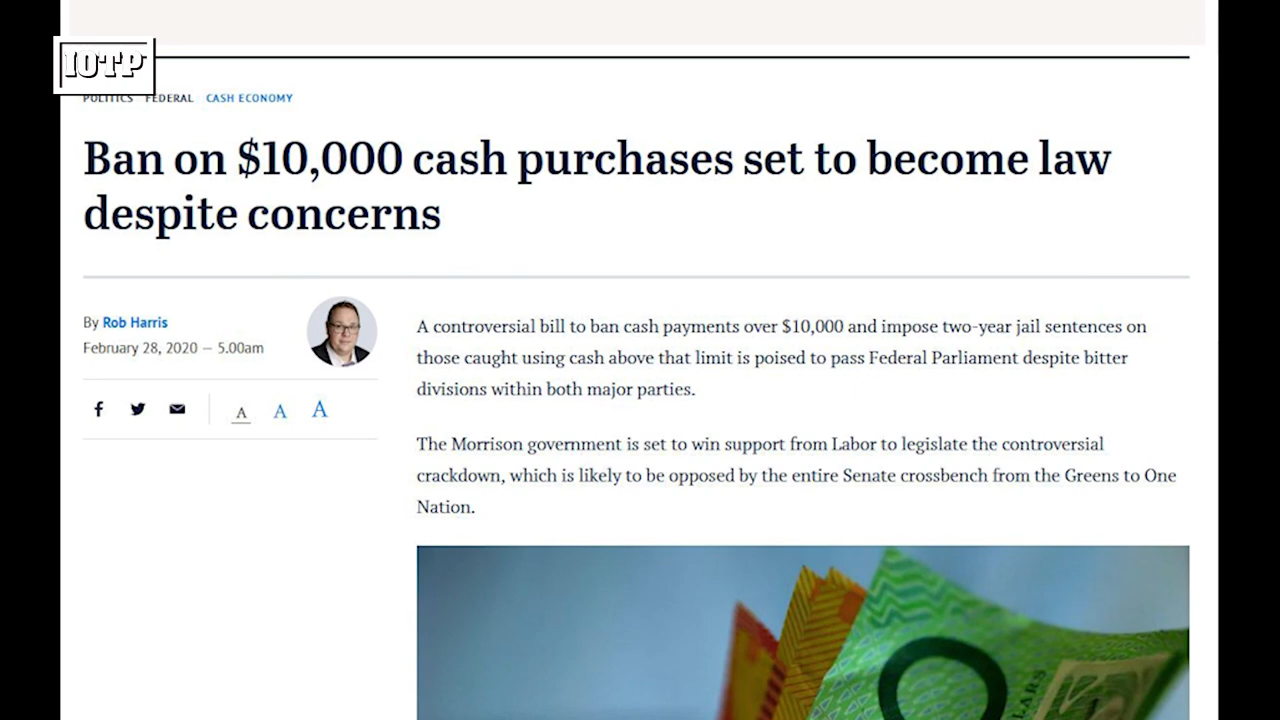 IOTP
POLITICS FEDERAL CASH ECONOMY
Ban on $10,000 cash purchases set to become law
despite concerns
By Rob Harris
February 28, 2020 — 5.00am
A A A
A controversial bill to ban cash payments over $10,000 and impose two-year jail sentences on
those caught using cash above that limit is poised to pass Federal Parliament despite bitter
divisions within both major parties.
The Morrison government is set to win support from Labor to legislate the controversial
crackdown, which is likely to be opposed by the entire Senate crossbench from the Greens to One
Nation.